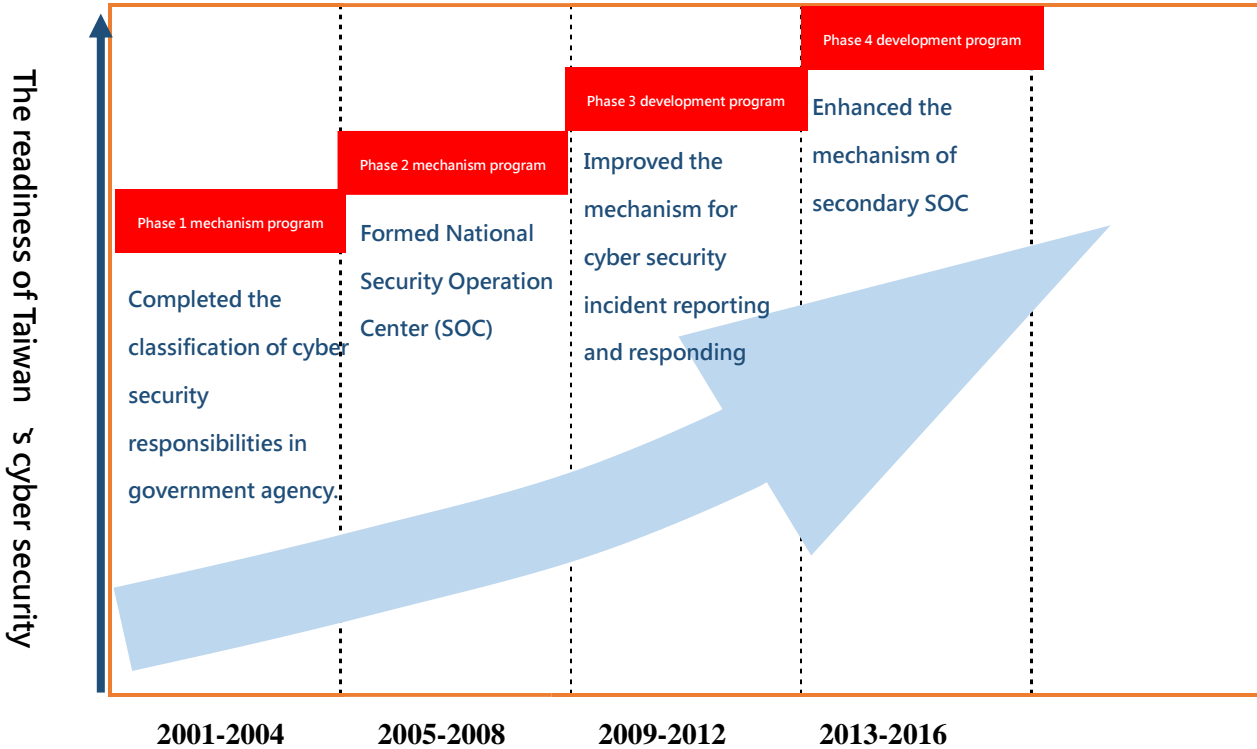 The readiness of Taiwan ‵s cyber security
Phase 1 mechanism program
Completed the
classification of cyber
security
responsibilities in
government agency.
Phase 2 mechanism program
Formed National
Security Operation
Center (SOC)
Phase 3 development program
Improved the
mechanism for
cyber security
incident reporting
and responding
Phase 4 development program
Enhanced the
mechanism of
secondary SOC
2001-2004
2005-2008
2009-2012
2013-2016